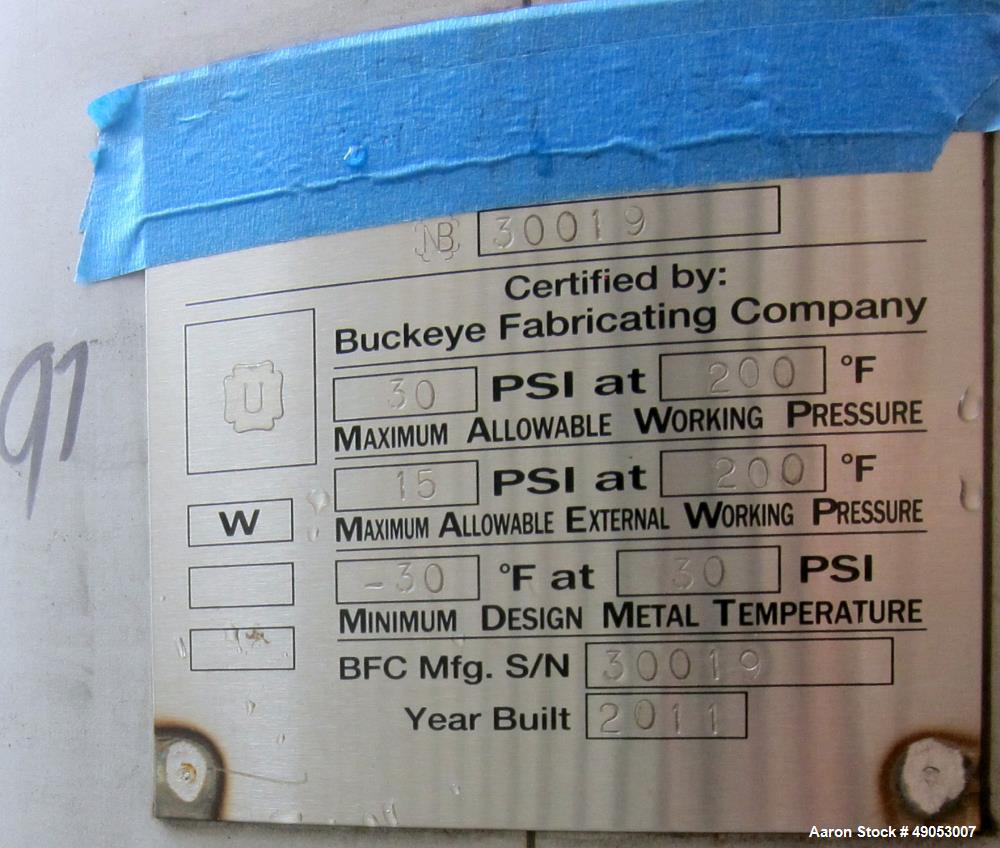 NB 30019
Certified by:
Buckeye Fabricating Company
U
30 PSI at 200 °F
MAXIMUM ALLOWABLE WORKING PRESSURE
15 PSI at 200 °F
MAXIMUM ALLOWABLE EXTERNAL WORKING PRESSURE
W
-30 °F at 30 PSI
MINIMUM DESIGN METAL TEMPERATURE
BFC Mfg. S/N 30019
Year Built 2011
Aaron Stock # 49053007